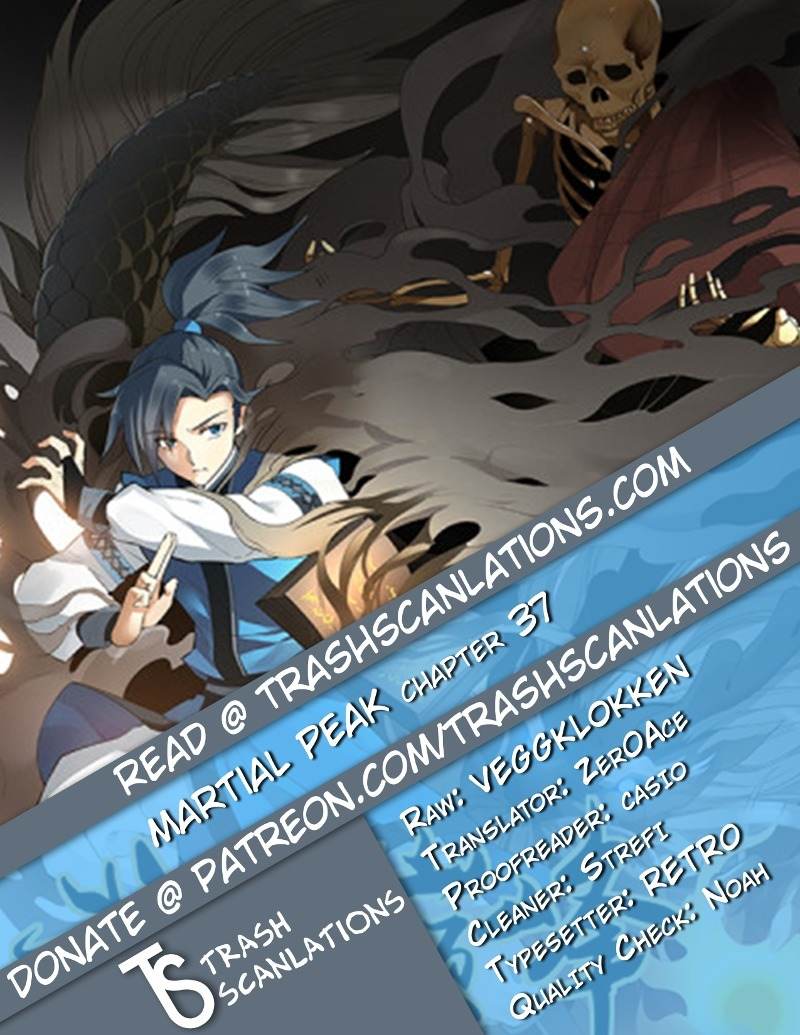 READ @ TRASHSCANLATIONS.COM
MARTIAL PEAK CHAPTER 37
DONATE @ PATREON.COM/TRASHSCANLATIONS
RAW: VEGGKLOKKEN
TRANSLATOR: ZEROACE
PROOFREADER: CASIO
CLEANER: STREFI
TYPESETTER: RETRO
QUALITY CHECK: NOAH
TS TRASH
SCANLATIONS